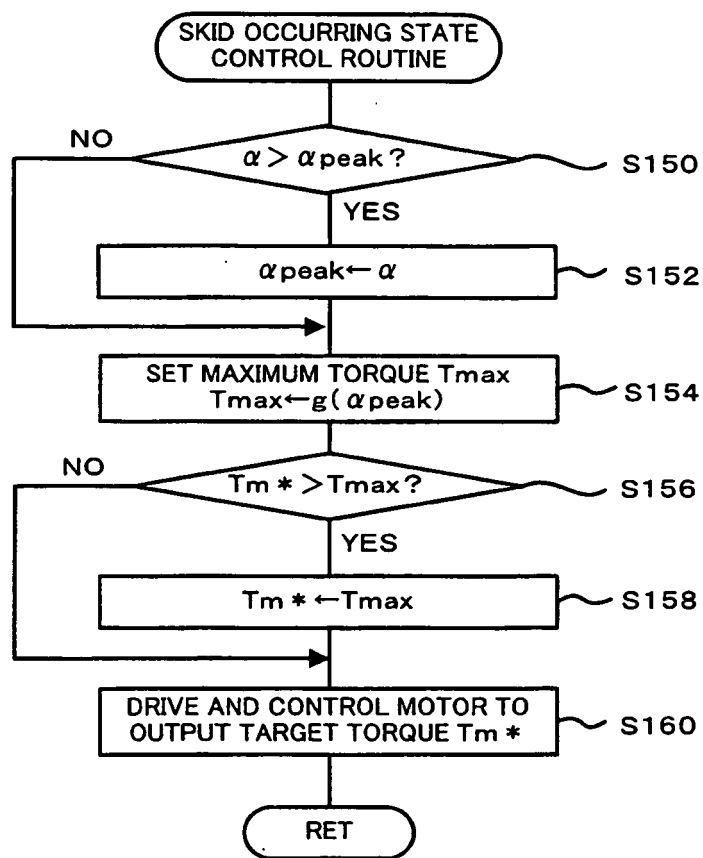 SKID OCCURRING STATE
CONTROL ROUTINE
NO
α > αpeak ?
S150
YES
αpeak← α
S152
SET MAXIMUM TORQUE Tmax
Tmax←g( αpeak)
S154
NO
Tm * >Tmax?
S156
YES
Tm * ←Tmax
S158
DRIVE AND CONTROL MOTOR TO
OUTPUT TARGET TORQUE Tm *
S160
RET